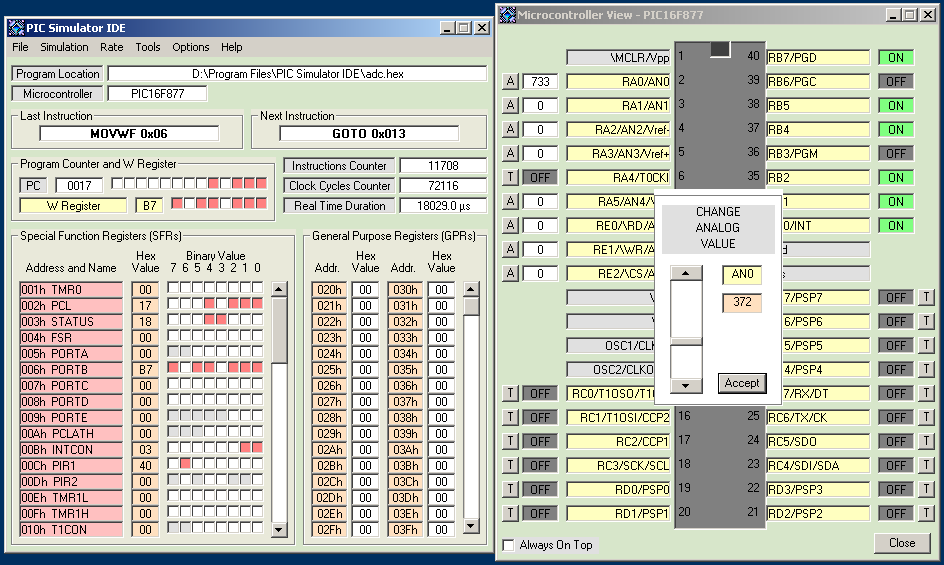 PIC Simulator IDE
File Simulation Rate Tools Options Help
Program Location D:\Program Files\PIC Simulator IDE\adc.hex
Microcontroller PIC16F877
Last Instruction
MOVWF 0x06
Next Instruction
GOTO 0x013
Program Counter and W Register
PC 0017
W Register B7
Instructions Counter 11708
Clock Cycles Counter 72116
Real Time Duration 18029.0 µs
Special Function Registers (SFRs)
Address and Name Hex Value Binary Value
7 6 5 4 3 2 1 0
001h TMR0 00
002h PCL 17
003h STATUS 18
004h FSR 00
005h PORTA 00
006h PORTB B7
007h PORTC 00
008h PORTD 00
009h PORTE 00
00Ah PCLATH 00
00Bh INTCON 03
00Ch PIR1 40
00Dh PIR2 00
00Eh TMR1L 00
00Fh TMR1H 00
010h T1CON 00
General Purpose Registers (GPRs)
Addr. Hex Value Addr. Hex Value
020h 00 030h 00
021h 00 031h 00
022h 00 032h 00
023h 00 033h 00
024h 00 034h 00
025h 00 035h 00
026h 00 036h 00
027h 00 037h 00
028h 00 038h 00
029h 00 039h 00
02Ah 00 03Ah 00
02Bh 00 03Bh 00
02Ch 00 03Ch 00
02Dh 00 03Dh 00
02Eh 00 03Eh 00
02Fh 00 03Fh 00
Microcontroller View - PIC16F877
\MCLR/Vpp 1 40 RB7/PGD ON
A 733 RA0/AN0 2 39 RB6/PGC OFF
A 0 RA1/AN1 3 38 RB5 ON
A 0 RA2/AN2/Vref- 4 37 RB4 ON
A 0 RA3/AN3/Vref+ 5 36 RB3/PGM OFF
T OFF RA4/T0CKI 6 35 RB2 ON
A 0 RA5/AN4/ 1 ON
A 0 RE0/\RD/A 0/INT ON
A 0 RE1/\WR/A d
A 0 RE2/\CS/A s
7/PSP7 OFF T
6/PSP6 OFF T
OSC1/CLK 5/PSP5 OFF T
OSC2/CLKO 4/PSP4 OFF T
T OFF RC0/T1OSO/T1 7/RX/DT OFF T
T OFF RC1/T1OSI/CCP2 16 25 RC6/TX/CK OFF T
T OFF RC2/CCP1 17 24 RC5/SDO OFF T
T OFF RC3/SCK/SCL 18 23 RC4/SDI/SDA OFF T
T OFF RD0/PSP0 19 22 RD3/PSP3 OFF T
T OFF RD1/PSP1 20 21 RD2/PSP2 OFF T
CHANGE
ANALOG
VALUE
AN0
372
Accept
Always On Top
Close